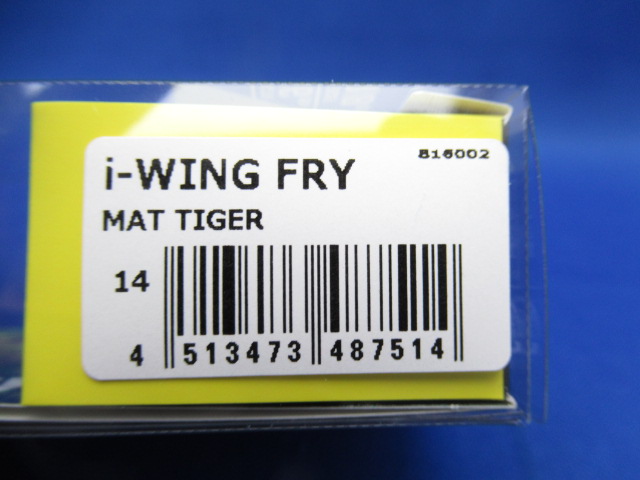 816002
i-WING FRY
MAT TIGER
14
4 513473 487514